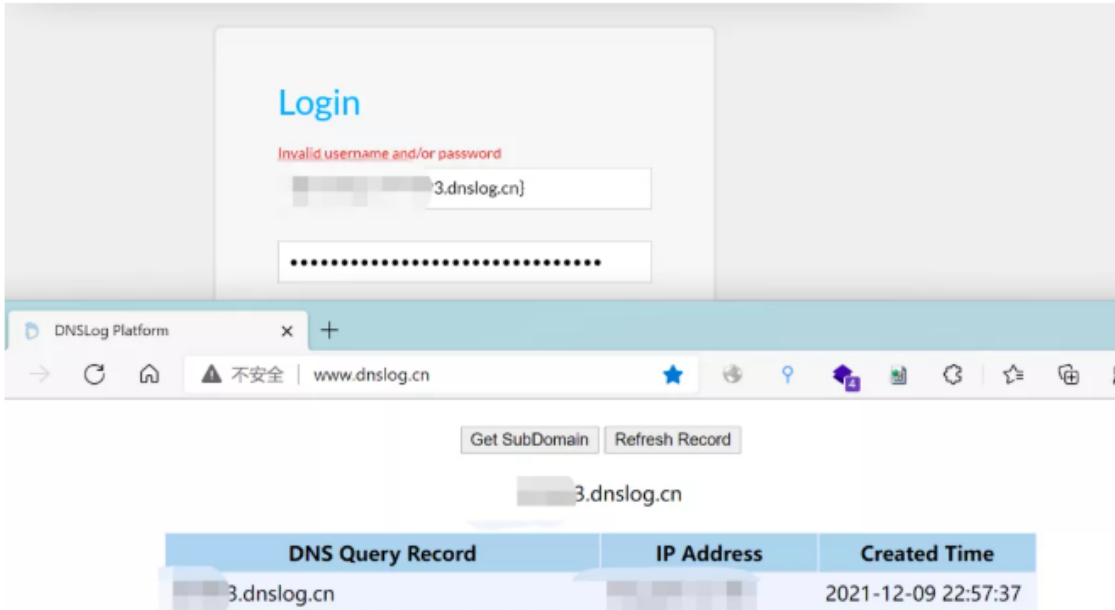 Login
Invalid username and/or password
3.dnslog.cn}
DNSLog Platform
不安全 www.dnslog.cn
4
Get SubDomain Refresh Record
3.dnslog.cn
DNS Query Record IP Address Created Time
3.dnslog.cn 2021-12-09 22:57:37